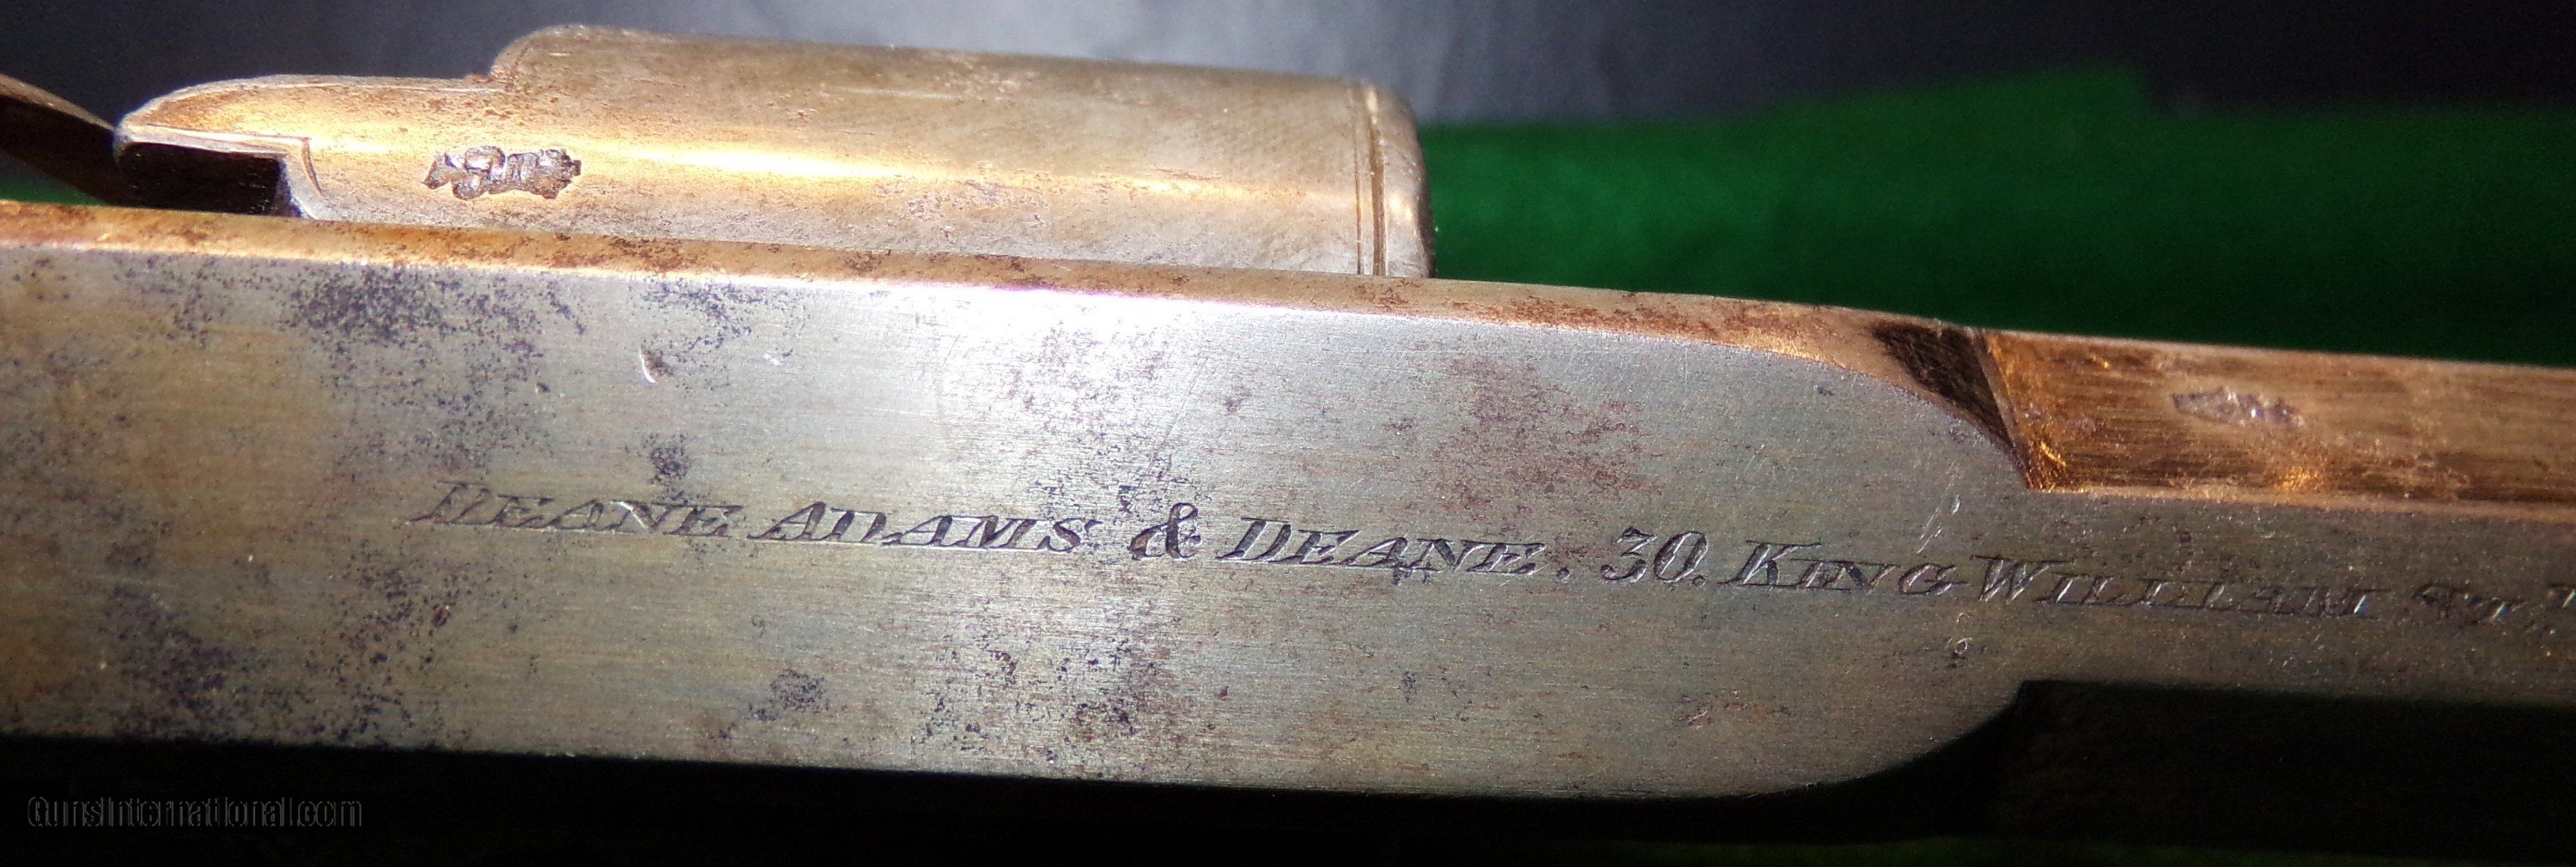 DEANE ADAMS & DEANE. 30. KING WILLIAM ST.
GunsInternational.com